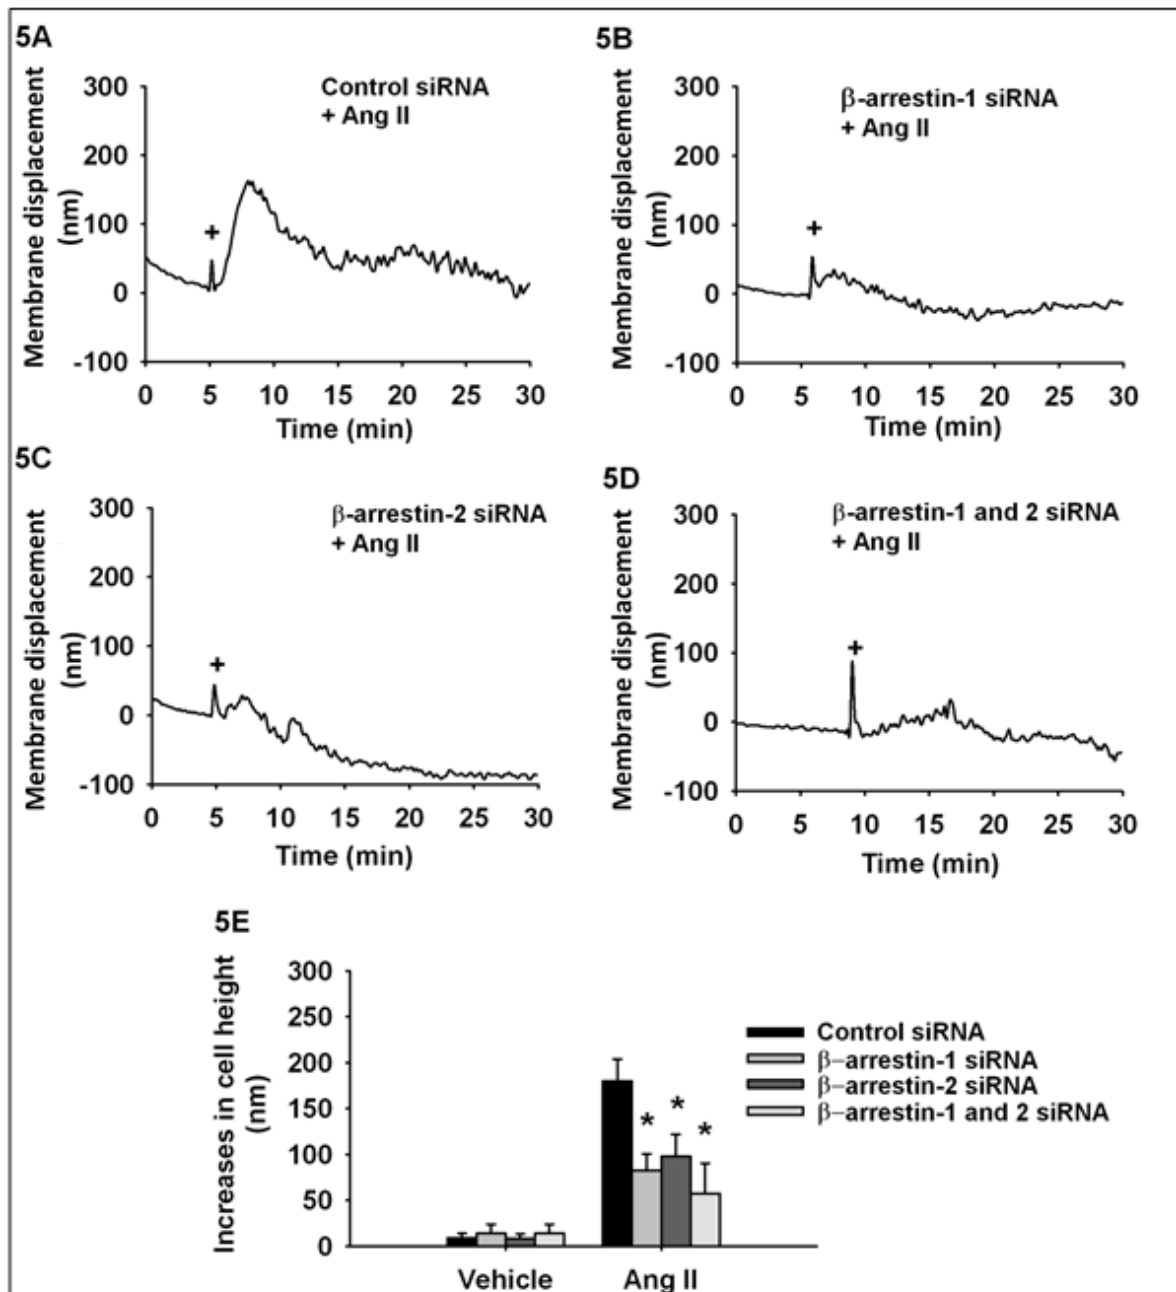 5A
Control siRNA
+ Ang II
Membrane displacement
(nm)
300
200
100
0
-100
+
0 5 10 15 20 25 30
Time (min)
5B
β-arrestin-1 siRNA
+ Ang II
Membrane displacement
(nm)
300
200
100
0
-100
+
0 5 10 15 20 25 30
Time (min)
5C
β-arrestin-2 siRNA
+ Ang II
Membrane displacement
(nm)
300
200
100
0
-100
+
0 5 10 15 20 25 30
Time (min)
5D
β-arrestin-1 and 2 siRNA
+ Ang II
Membrane displacement
(nm)
300
200
100
0
-100
+
0 5 10 15 20 25 30
Time (min)
5E
Increases in cell height
(nm)
300
250
200
150
100
50
0
* * *
Vehicle Ang II
Control siRNA
β-arrestin-1 siRNA
β-arrestin-2 siRNA
β-arrestin-1 and 2 siRNA